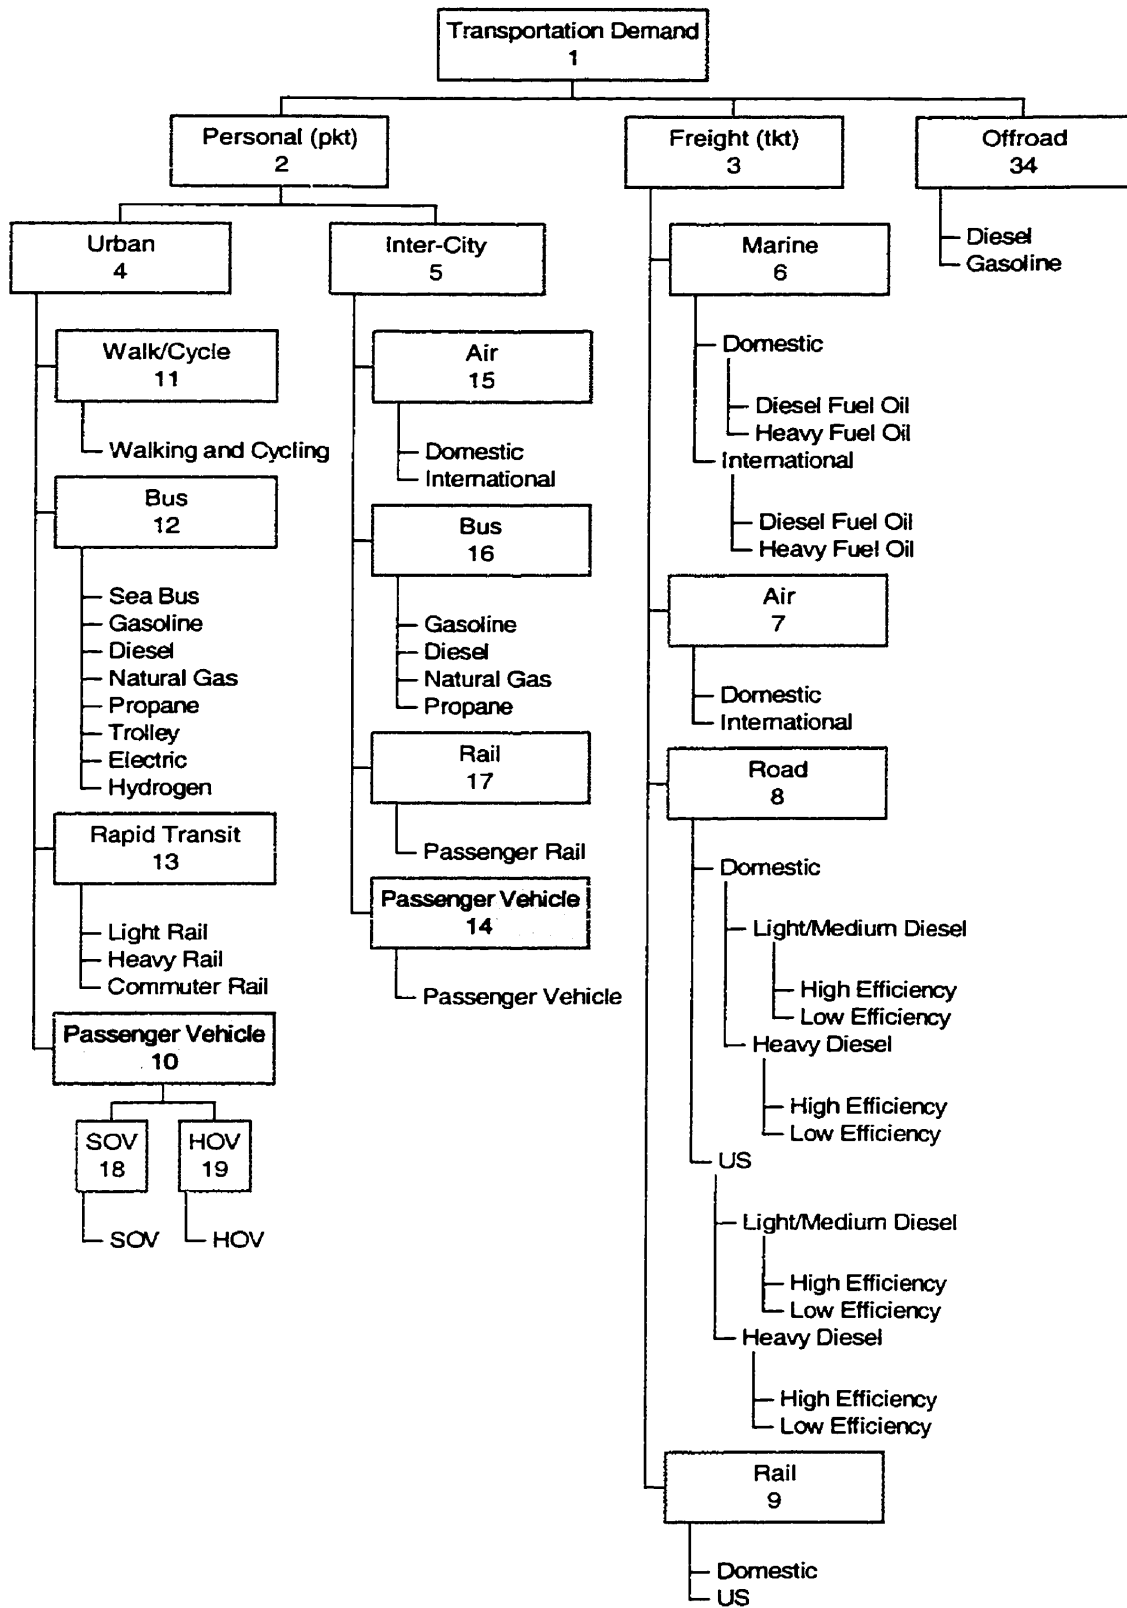 Transportation Demand
1
Personal (pkt)
2
Freight (tkt)
3
Offroad
34
Urban
4
Walk/Cycle
11
Walking and Cycling
Bus
12
Sea Bus
Gasoline
Diesel
Natural Gas
Propane
Trolley
Electric
Hydrogen
Rapid Transit
13
Light Rail
Heavy Rail
Commuter Rail
Passenger Vehicle
10
SOV
18
HOV
19
SOV
HOV
Inter-City
5
Air
15
Domestic
International
Bus
16
Gasoline
Diesel
Natural Gas
Propane
Rail
17
Passenger Rail
Passenger Vehicle
14
Passenger Vehicle
Marine
6
Domestic
Diesel Fuel Oil
Heavy Fuel Oil
International
Diesel Fuel Oil
Heavy Fuel Oil
Air
7
Domestic
International
Road
8
Domestic
Light/Medium Diesel
High Efficiency
Low Efficiency
Heavy Diesel
High Efficiency
Low Efficiency
US
Light/Medium Diesel
High Efficiency
Low Efficiency
Heavy Diesel
High Efficiency
Low Efficiency
Rail
9
Domestic
US
Diesel
Gasoline